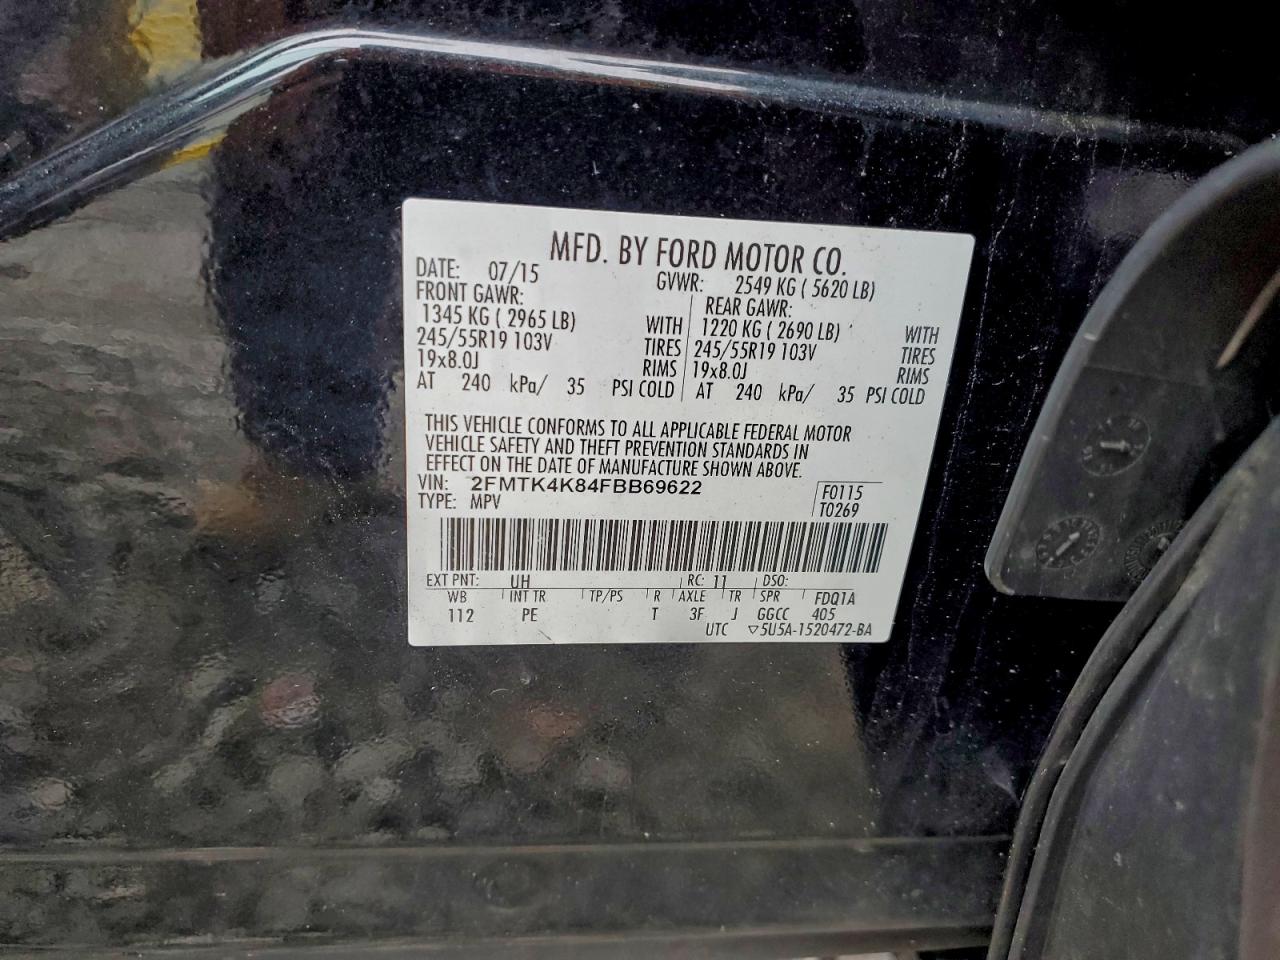 MFD. BY FORD MOTOR CO.
DATE: 07/15 GVWR: 2549 KG ( 5620 LB)
FRONT GAWR: REAR GAWR:
1345 KG ( 2965 LB) WITH 1220 KG ( 2690 LB) WITH
245/55R19 103V TIRES 245/55R19 103V TIRES
19x8.0J RIMS 19x8.0J RIMS
AT 240 kPa/ 35 PSI COLD AT 240 kPa/ 35 PSI COLD
THIS VEHICLE CONFORMS TO ALL APPLICABLE FEDERAL MOTOR
VEHICLE SAFETY AND THEFT PREVENTION STANDARDS IN
EFFECT ON THE DATE OF MANUFACTURE SHOWN ABOVE.
VIN: 2FMTK4K84FBB69622 F0115
TYPE: MPV T0269
EXT PNT: UH RC: 11 DSO:
WB INT TR TP/PS R AXLE TR SPR FDQ1A
112 PE T 3F J GGCC 405
UTC ▽5U5A-1520472-BA